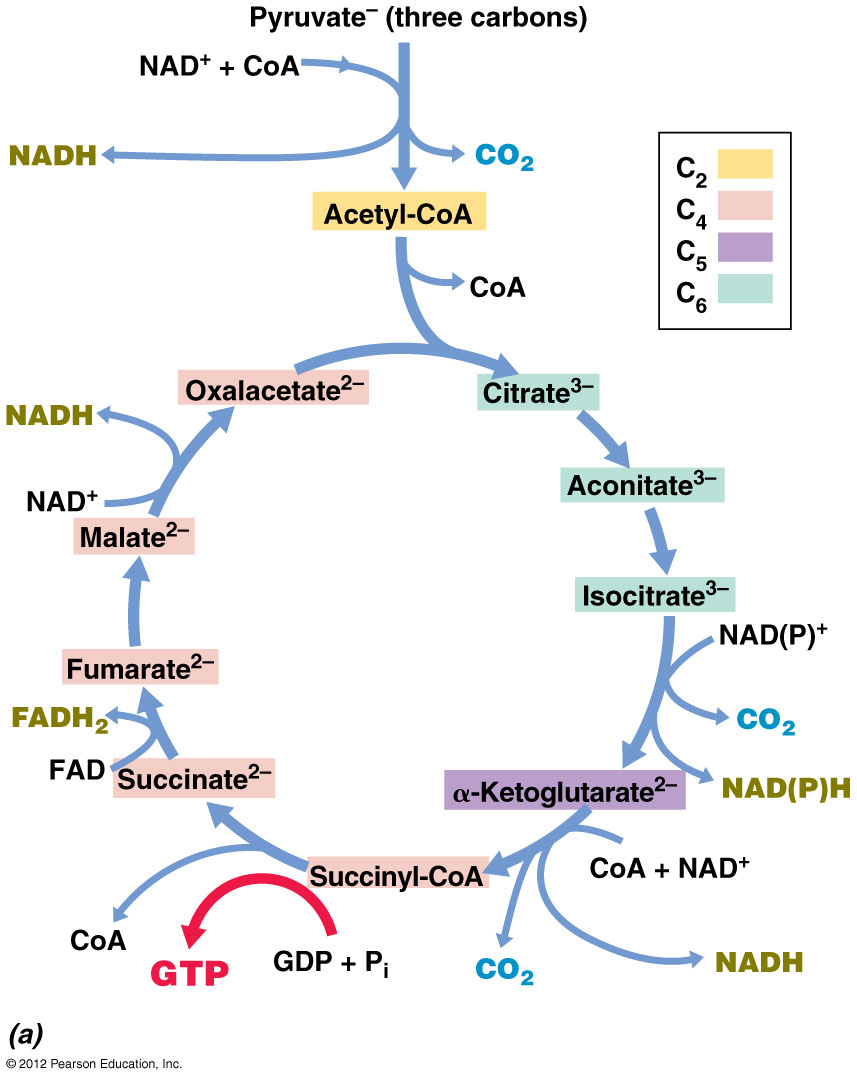 Pyruvate⁻ (three carbons)
NAD⁺ + CoA
NADH
CO₂
C₂
C₄
C₅
C₆
Acetyl-CoA
CoA
Oxalacetate²⁻
Citrate³⁻
NADH
NAD⁺
Aconitate³⁻
Malate²⁻
Isocitrate³⁻
NAD(P)⁺
Fumarate²⁻
FADH₂
CO₂
FAD
Succinate²⁻
α-Ketoglutarate²⁻
NAD(P)H
Succinyl-CoA
CoA + NAD⁺
CoA
GTP
GDP + Pᵢ
CO₂
NADH
(a)
© 2012 Pearson Education, Inc.